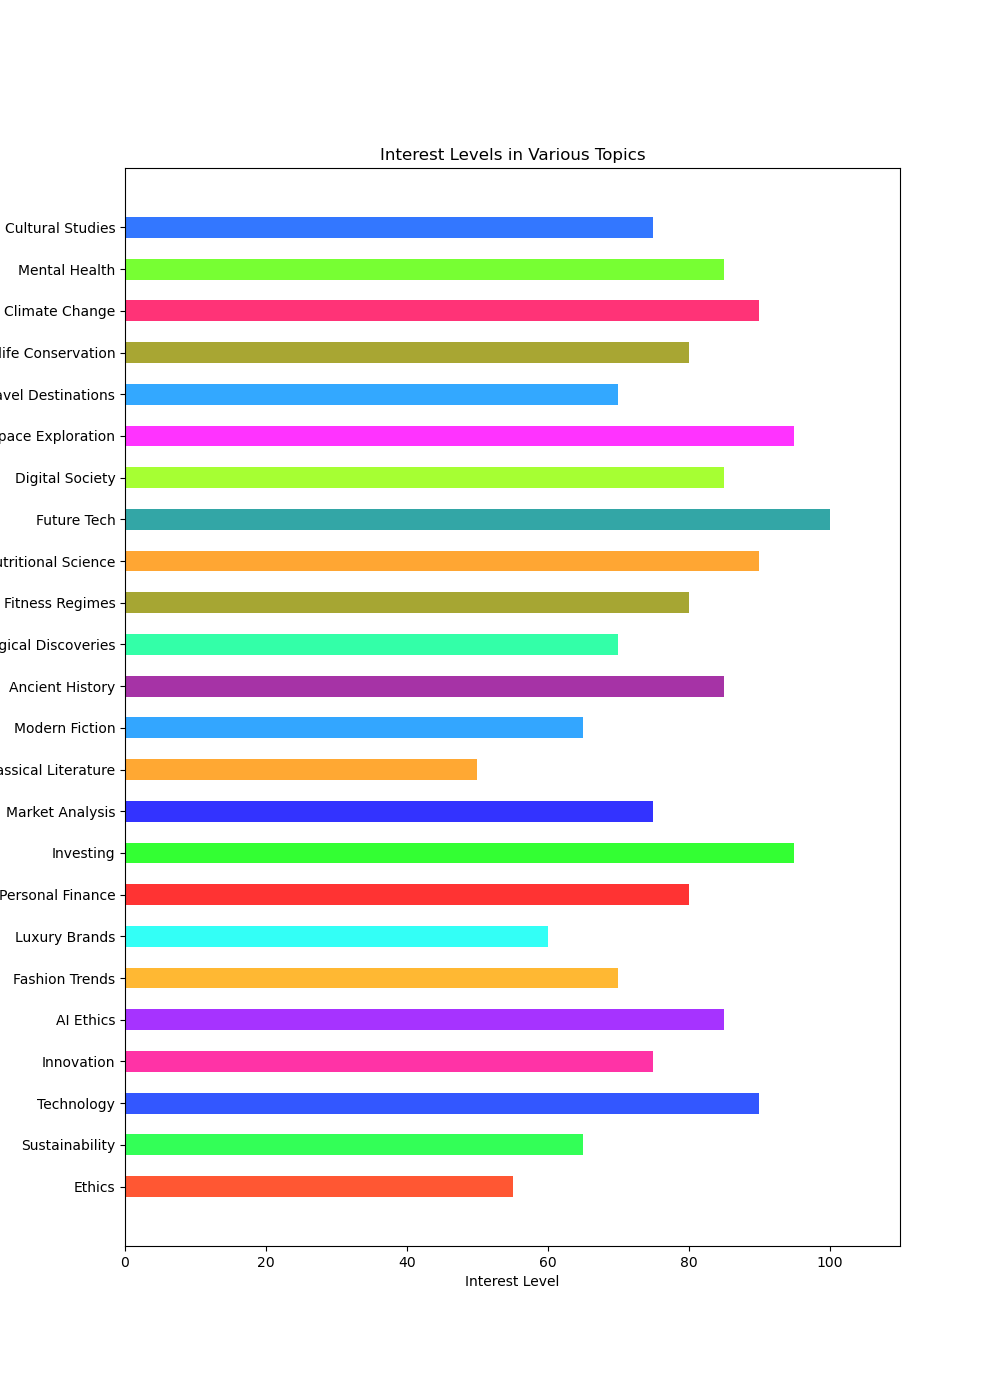 Interest Levels in Various Topics
Cultural Studies
Mental Health
Climate Change
life Conservation
avel Destinations
pace Exploration
Digital Society
Future Tech
utritional Science
Fitness Regimes
gical Discoveries
Ancient History
Modern Fiction
assical Literature
Market Analysis
Investing
Personal Finance
Luxury Brands
Fashion Trends
AI Ethics
Innovation
Technology
Sustainability
Ethics
0 20 40 60 80 100
Interest Level